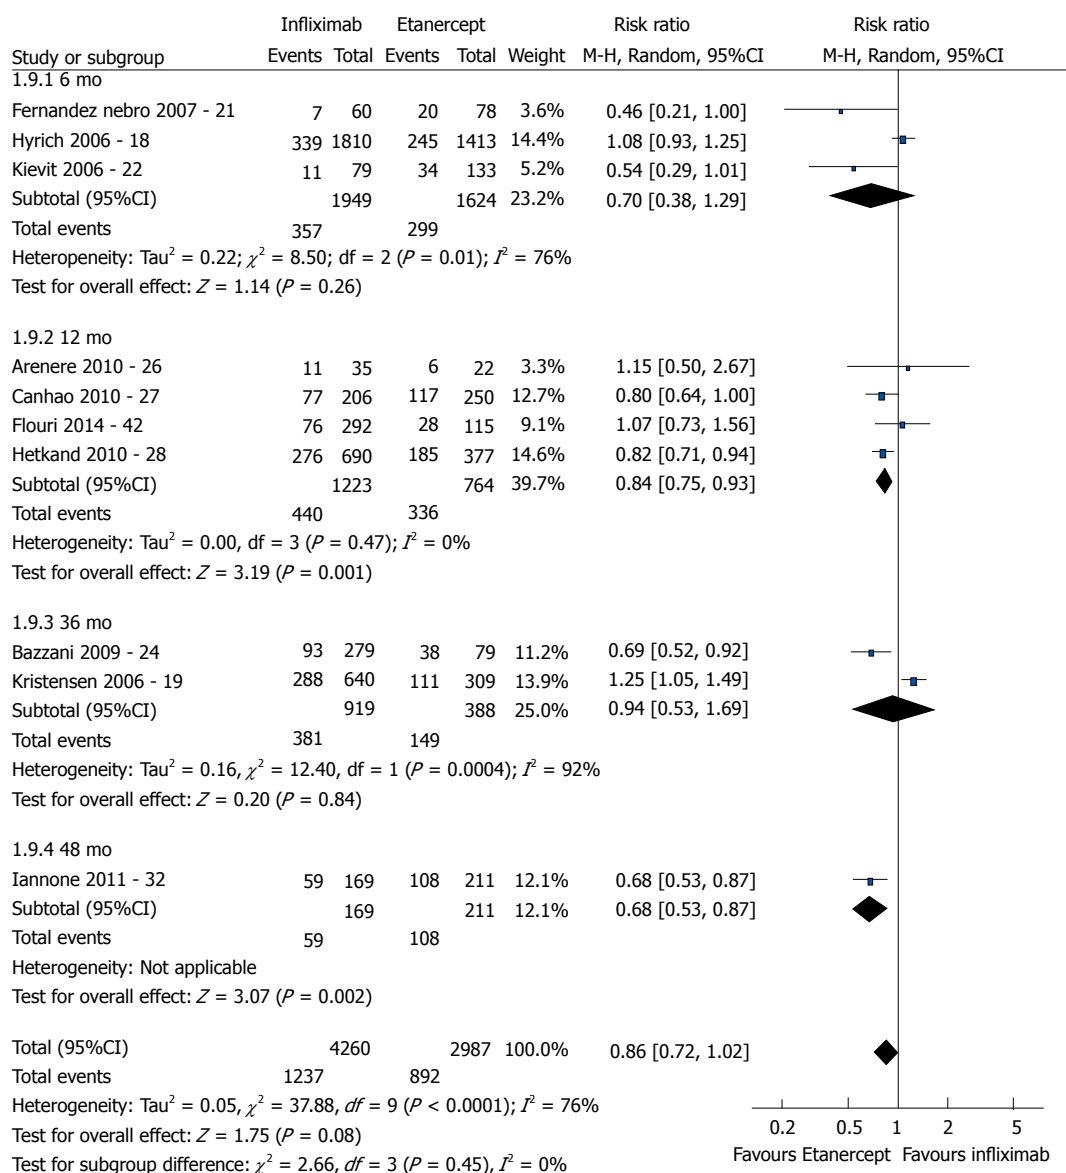 Infliximab Etanercept Risk ratio Risk ratio
Study or subgroup Events Total Events Total Weight M-H, Random, 95%CI M-H, Random, 95%CI
1.9.1 6 mo
Fernandez nebro 2007 - 21 7 60 20 78 3.6% 0.46 [0.21, 1.00]
Hyrich 2006 - 18 339 1810 245 1413 14.4% 1.08 [0.93, 1.25]
Kievit 2006 - 22 11 79 34 133 5.2% 0.54 [0.29, 1.01]
Subtotal (95%CI) 1949 1624 23.2% 0.70 [0.38, 1.29]
Total events 357 299
Heteropeneity: Tau² = 0.22; χ² = 8.50; df = 2 (P = 0.01); I² = 76%
Test for overall effect: Z = 1.14 (P = 0.26)
1.9.2 12 mo
Arenere 2010 - 26 11 35 6 22 3.3% 1.15 [0.50, 2.67]
Canhao 2010 - 27 77 206 117 250 12.7% 0.80 [0.64, 1.00]
Flouri 2014 - 42 76 292 28 115 9.1% 1.07 [0.73, 1.56]
Hetkand 2010 - 28 276 690 185 377 14.6% 0.82 [0.71, 0.94]
Subtotal (95%CI) 1223 764 39.7% 0.84 [0.75, 0.93]
Total events 440 336
Heterogeneity: Tau² = 0.00, df = 3 (P = 0.47); I² = 0%
Test for overall effect: Z = 3.19 (P = 0.001)
1.9.3 36 mo
Bazzani 2009 - 24 93 279 38 79 11.2% 0.69 [0.52, 0.92]
Kristensen 2006 - 19 288 640 111 309 13.9% 1.25 [1.05, 1.49]
Subtotal (95%CI) 919 388 25.0% 0.94 [0.53, 1.69]
Total events 381 149
Heterogeneity: Tau² = 0.16, χ² = 12.40, df = 1 (P = 0.0004); I² = 92%
Test for overall effect: Z = 0.20 (P = 0.84)
1.9.4 48 mo
Iannone 2011 - 32 59 169 108 211 12.1% 0.68 [0.53, 0.87]
Subtotal (95%CI) 169 211 12.1% 0.68 [0.53, 0.87]
Total events 59 108
Heterogeneity: Not applicable
Test for overall effect: Z = 3.07 (P = 0.002)
Total (95%CI) 4260 2987 100.0% 0.86 [0.72, 1.02]
Total events 1237 892
Heterogeneity: Tau² = 0.05, χ² = 37.88, df = 9 (P < 0.0001); I² = 76%
Test for overall effect: Z = 1.75 (P = 0.08)
Test for subgroup difference: χ² = 2.66, df = 3 (P = 0.45), I² = 0%
0.2 0.5 1 2 5
Favours Etanercept Favours infliximab